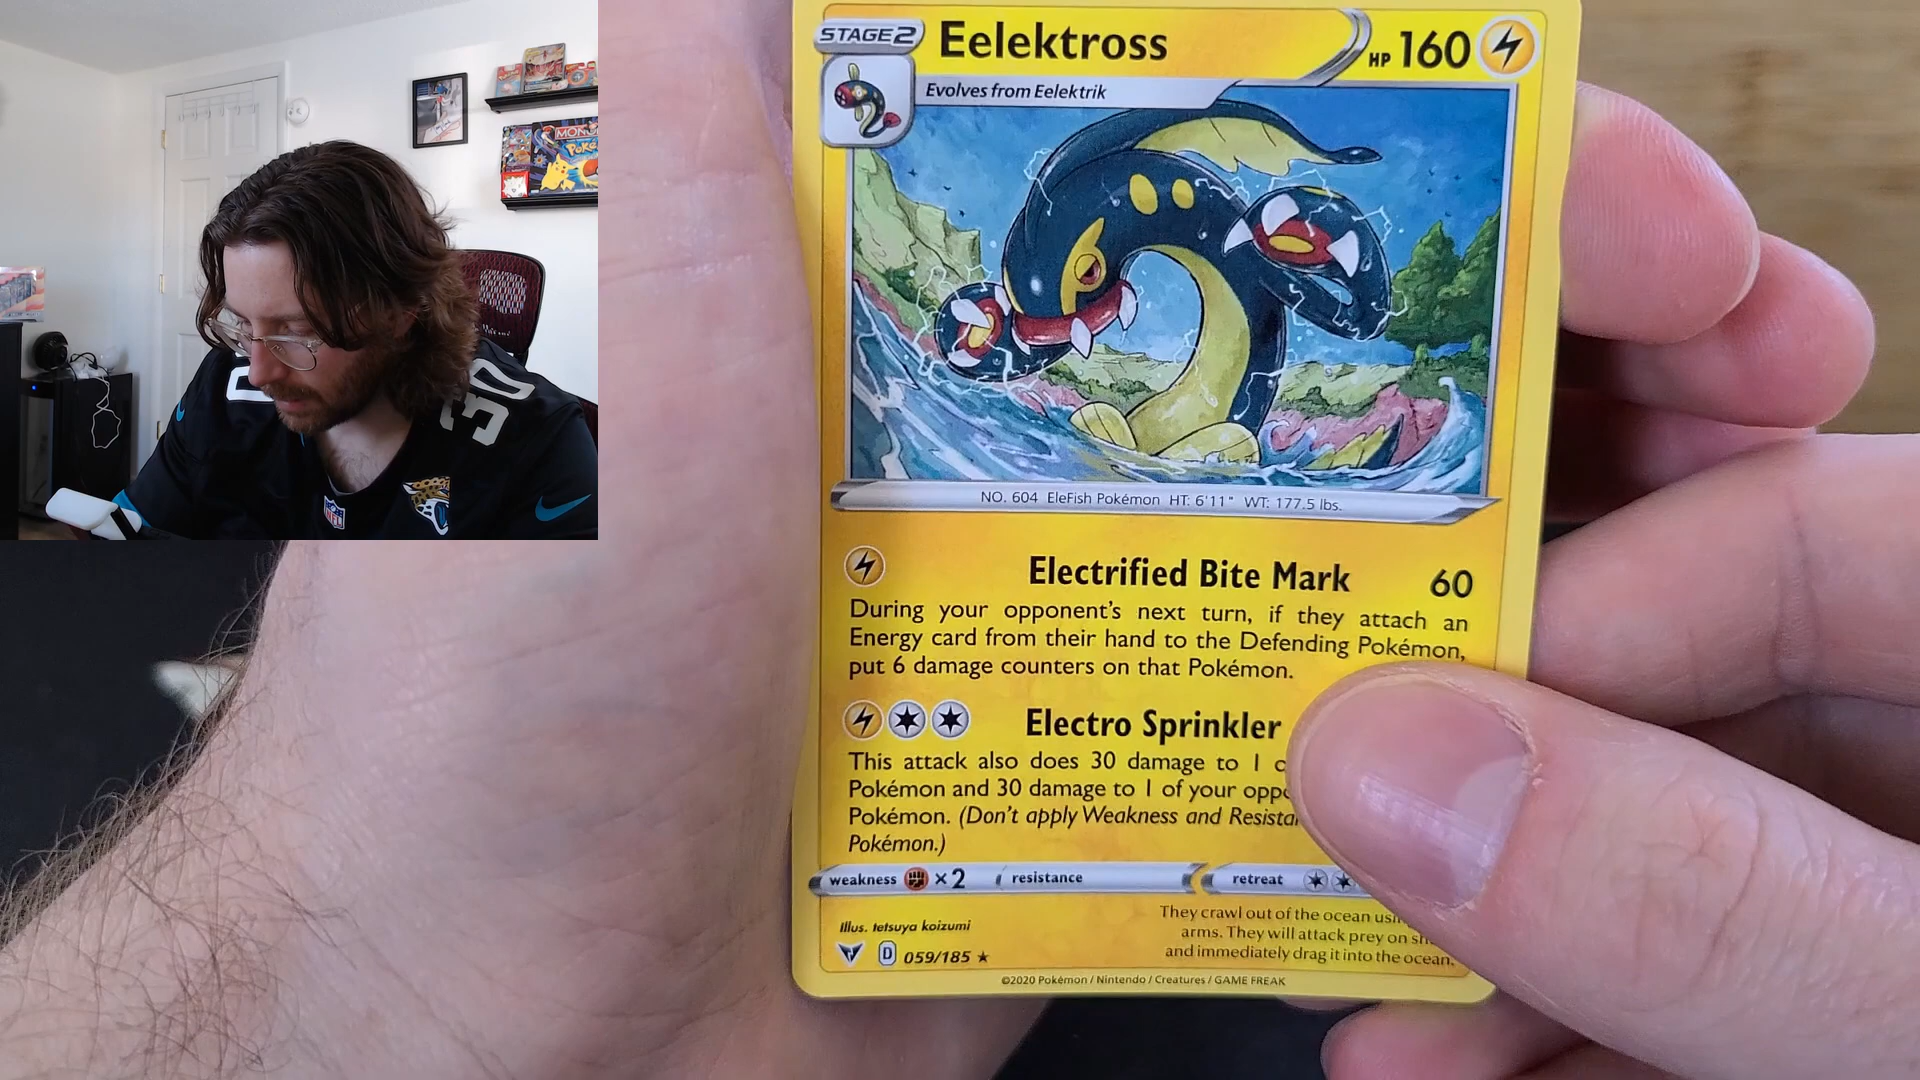 STAGE2
Eelektross
HP 160
Evolves from Eelektrik
NO. 604 EleFish Pokémon HT: 6'11" WT: 177.5 lbs.
Electrified Bite Mark 60
During your opponent's next turn, if they attach an
Energy card from their hand to the Defending Pokémon,
put 6 damage counters on that Pokémon.
Electro Sprinkler
This attack also does 30 damage to 1
Pokémon and 30 damage to 1 of your
Pokémon. (Don't apply Weakness and
Pokémon.)
weakness ×2 resistance retreat
They crawl out of the ocean
arms. They will attack prey on
and immediately drag it into the ocean.
Illus. tetsuya koizumi
D 059/185
©2020 Pokémon / Nintendo / Creatures / GAME FREAK
MONO
Poké
30
NFL